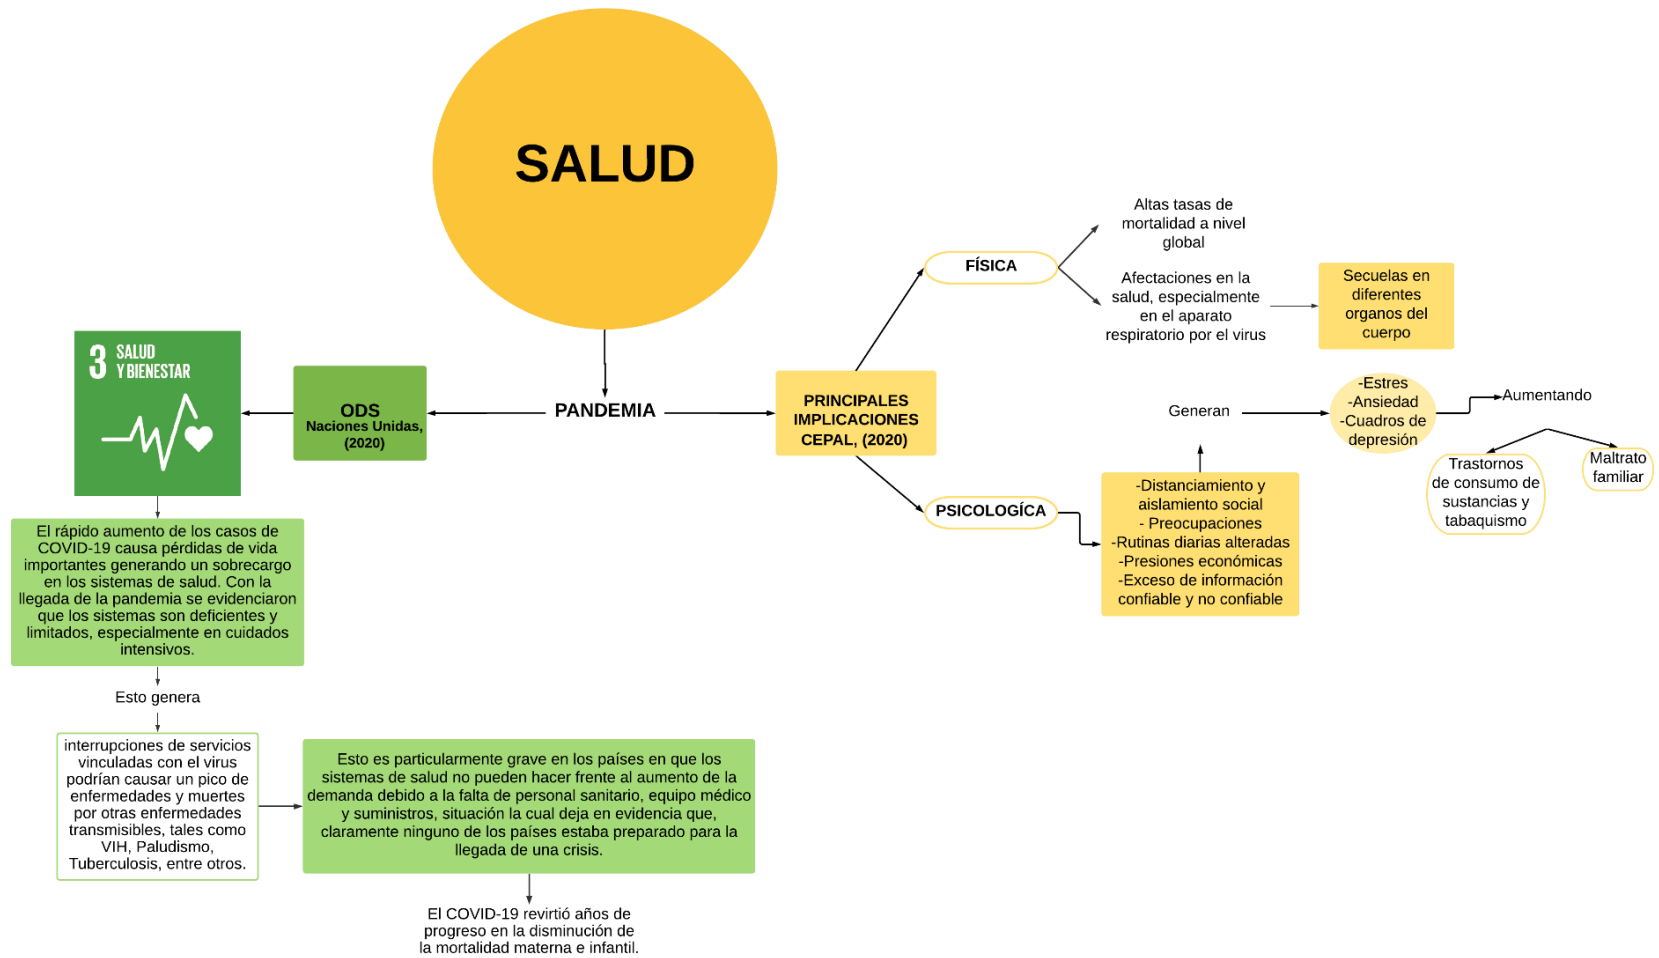 SALUD
PANDEMIA
3 SALUD
Y BIENESTAR
ODS
Naciones Unidas,
(2020)
El rápido aumento de los casos de
COVID-19 causa pérdidas de vida
importantes generando un sobrecargo
en los sistemas de salud. Con la
llegada de la pandemia se evidenciaron
que los sistemas son deficientes y
limitados, especialmente en cuidados
intensivos.
Esto genera
interrupciones de servicios
vinculadas con el virus
podrían causar un pico de
enfermedades y muertes
por otras enfermedades
transmisibles, tales como
VIH, Paludismo,
Tuberculosis, entre otros.
Esto es particularmente grave en los países en que los
sistemas de salud no pueden hacer frente al aumento de la
demanda debido a la falta de personal sanitario, equipo médico
y suministros, situación la cual deja en evidencia que,
claramente ninguno de los países estaba preparado para la
llegada de una crisis.
El COVID-19 revirtió años de
progreso en la disminución de
la mortalidad materna e infantil.
PRINCIPALES
IMPLICACIONES
CEPAL, (2020)
FÍSICA
Altas tasas de
mortalidad a nivel
global
Afectaciones en la
salud, especialmente
en el aparato
respiratorio por el virus
Secuelas en
diferentes
organos del
cuerpo
PSICOLOGÍCA
-Distanciamiento y
aislamiento social
- Preocupaciones
-Rutinas diarias alteradas
-Presiones económicas
-Exceso de información
confiable y no confiable
Generan
-Estres
-Ansiedad
-Cuadros de
depresión
Aumentando
Trastornos
de consumo de
sustancias y
tabaquismo
Maltrato
familiar